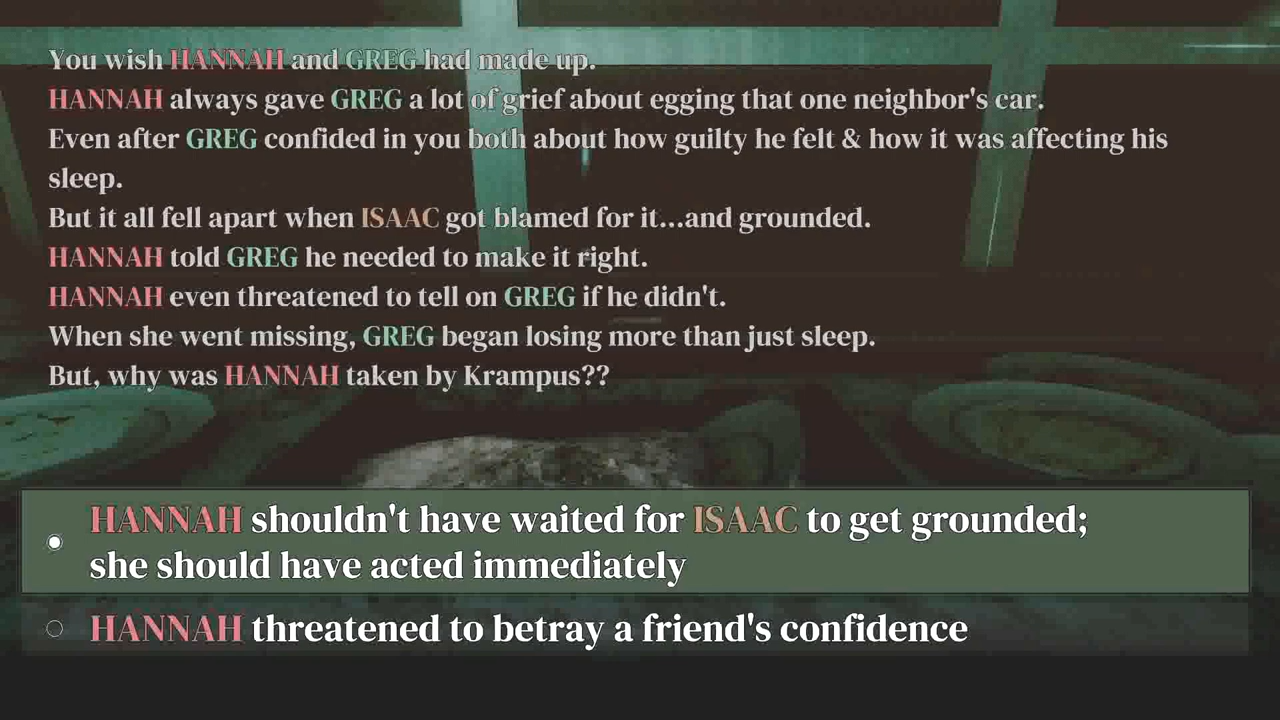 You wish HANNAH and GREG had made up.
HANNAH always gave GREG a lot of grief about egging that one neighbor's car.
Even after GREG confided in you both about how guilty he felt & how it was affecting his
sleep.
But it all fell apart when ISAAC got blamed for it...and grounded.
HANNAH told GREG he needed to make it right.
HANNAH even threatened to tell on GREG if he didn't.
When she went missing, GREG began losing more than just sleep.
But, why was HANNAH taken by Krampus??
HANNAH shouldn't have waited for ISAAC to get grounded;
she should have acted immediately
HANNAH threatened to betray a friend's confidence